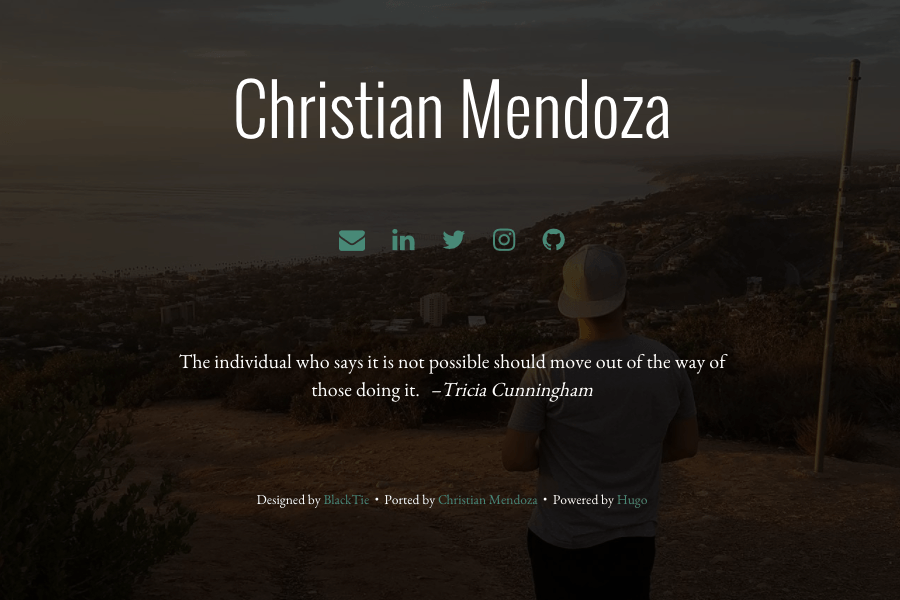 Christian Mendoza
The individual who says it is not possible should move out of the way of
those doing it. –Tricia Cunningham
Designed by BlackTie • Ported by Christian Mendoza • Powered by Hugo